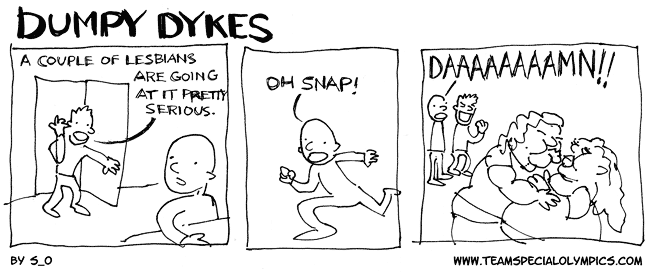 DUMPY DYKES
A COUPLE OF LESBIANS
ARE GOING
AT IT PRETTY
SERIOUS.
OH SNAP!
DAAAAAAAAMN!!
BY S_O
WWW.TEAMSPECIALOLYMPICS.COM